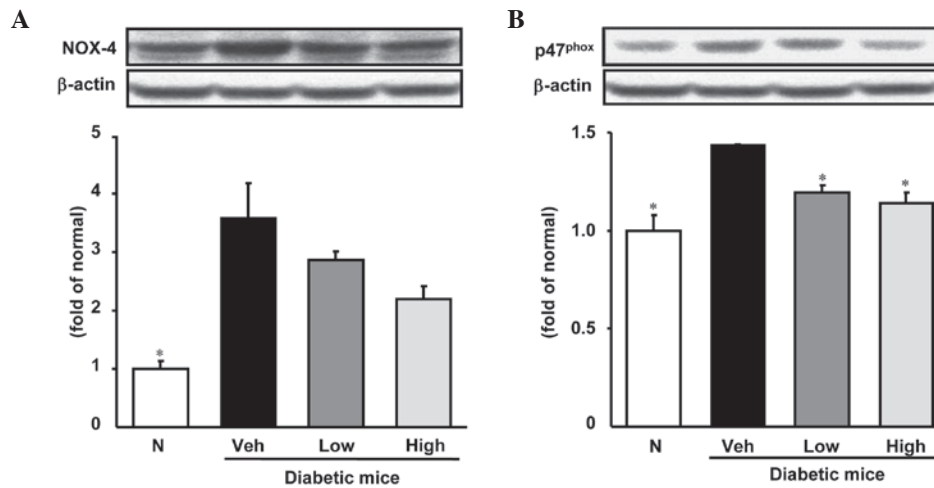 A
NOX-4
β-actin
5
4
3
2
1
0
(fold of normal)
*
N Veh Low High
Diabetic mice
B
p47phox
β-actin
1.5
1.0
1.5
0
(fold of normal)
* * *
N Veh Low High
Diabetic mice